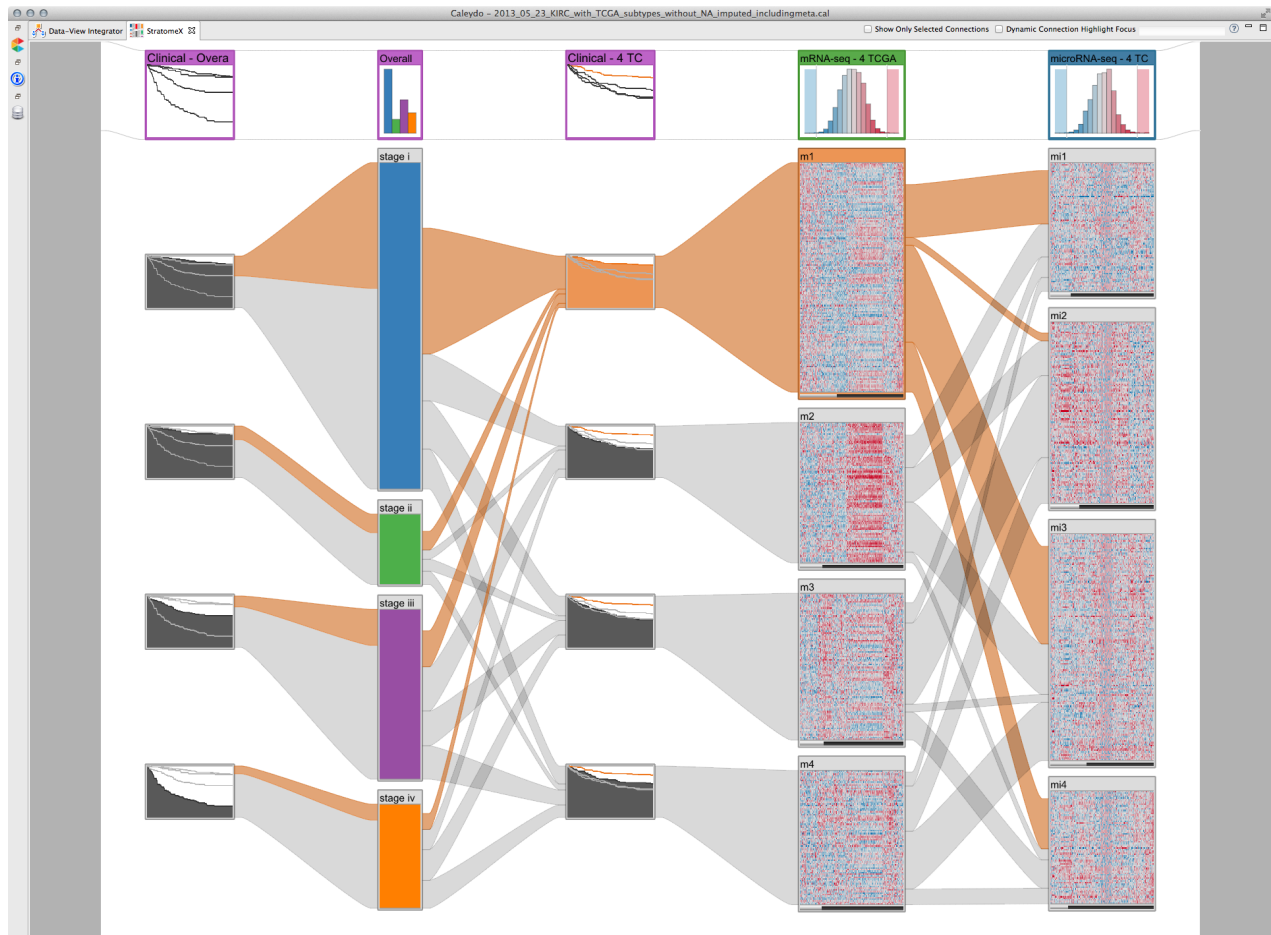 Caleydo - 2013_05_23_KIRC_with_TCGA_subtypes_without_NA_imputed_includingmeta.cal
Data-View Integrator
StratomeX
Show Only Selected Connections
Dynamic Connection Highlight Focus
Clinical - Overa
Overall
Clinical - 4 TC
mRNA-seq - 4 TCGA
microRNA-seq - 4 TC
stage i
m1
mi1
mi2
m2
stage ii
mi3
m3
stage iii
m4
mi4
stage iv